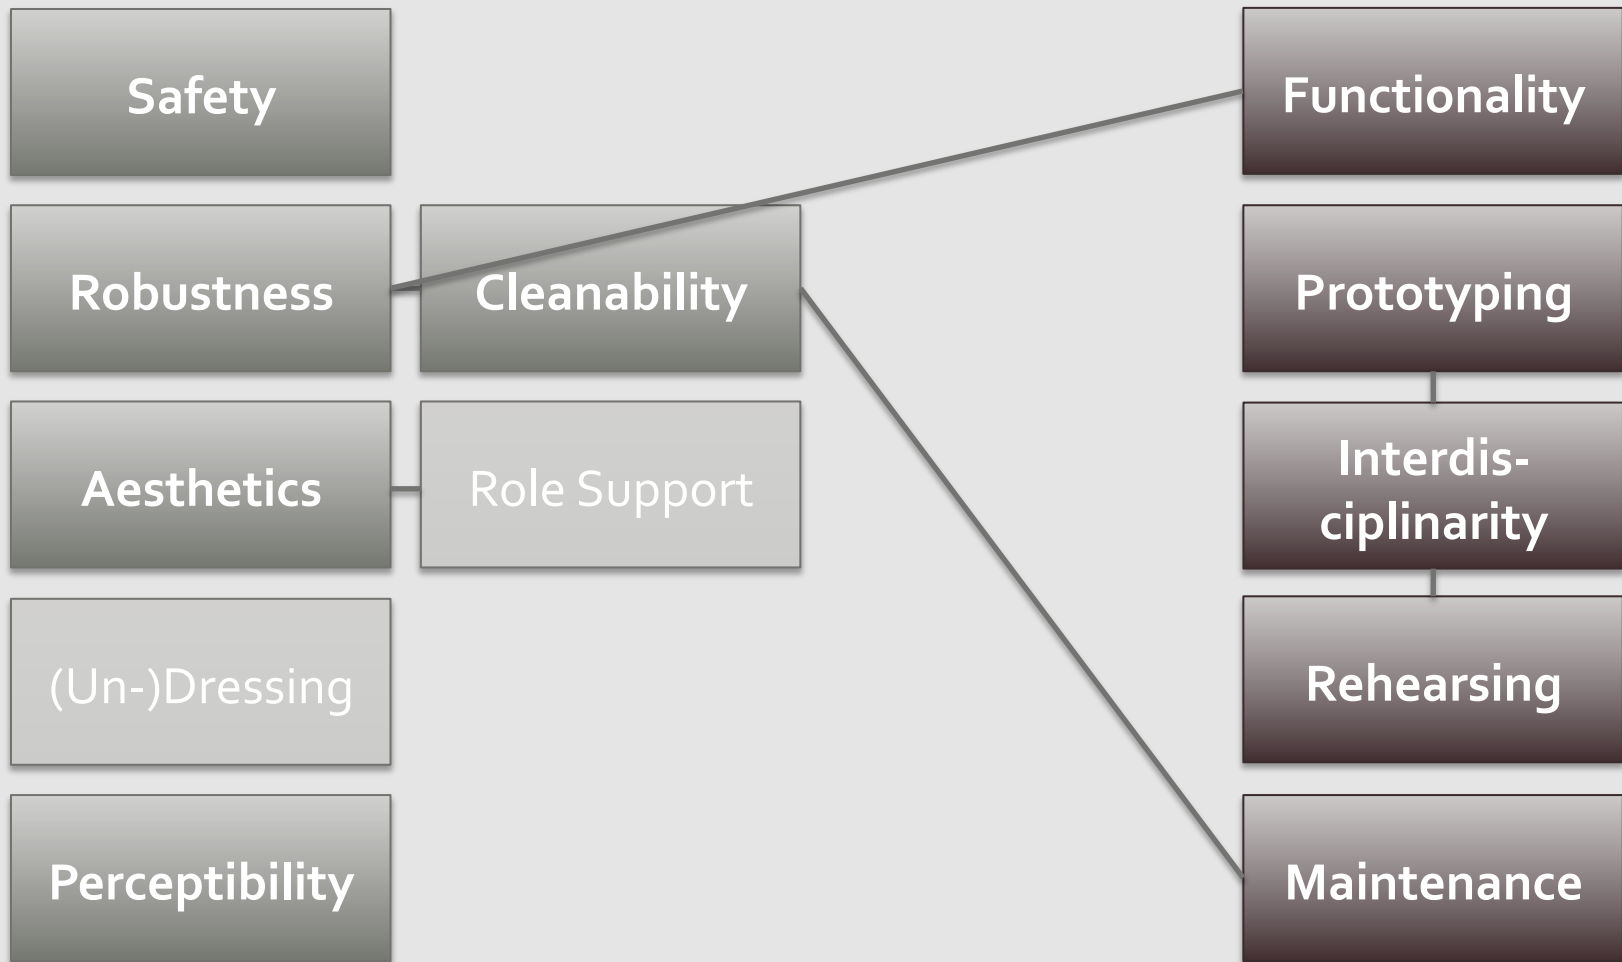 Safety
Functionality
Robustness
Cleanability
Prototyping
Aesthetics
Role Support
Interdis-
ciplinarity
(Un-)Dressing
Rehearsing
Perceptibility
Maintenance